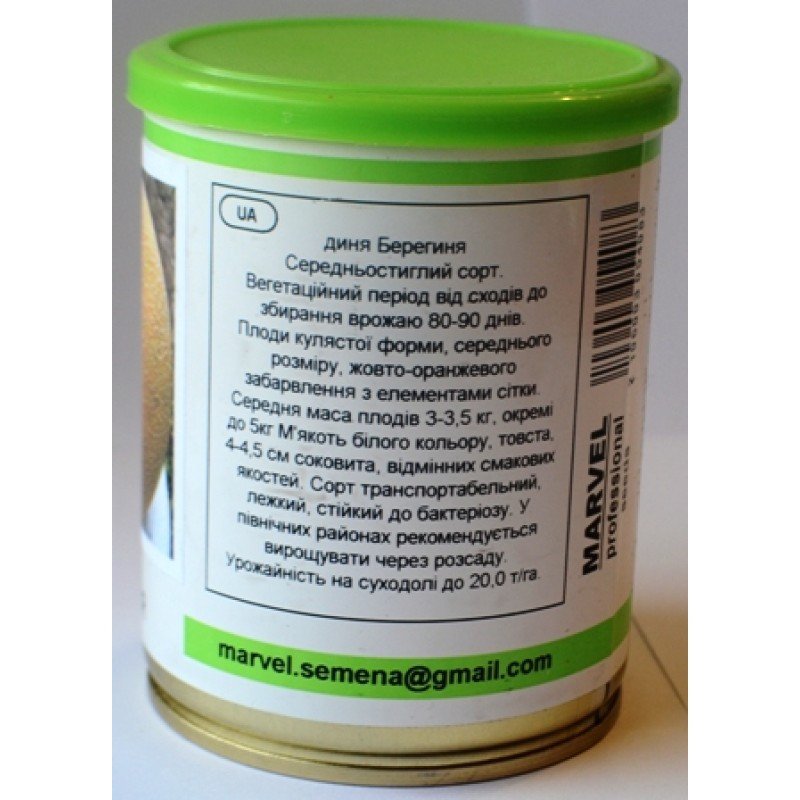 UA
диня Берегиня
Середньостиглий сорт.
Вегетаційний період від сходів до
збирання врожаю 80-90 днів.
Плоди кулястої форми, середнього
розміру, жовто-оранжевого
забарвлення з елементами сітки.
Середня маса плодів 3-3,5 кг, окремі
до 5кг М'якоть білого кольору, товста,
4-4,5 см соковита, відмінних смакових
якостей. Сорт транспортабельний,
лежкий, стійкий до бактеріозу. У
північних районах рекомендується
вирощувати через розсаду.
Урожайність на суходолі до 20,0 т/га.
marvel.semena@gmail.com
MARVEL
professional
seeds